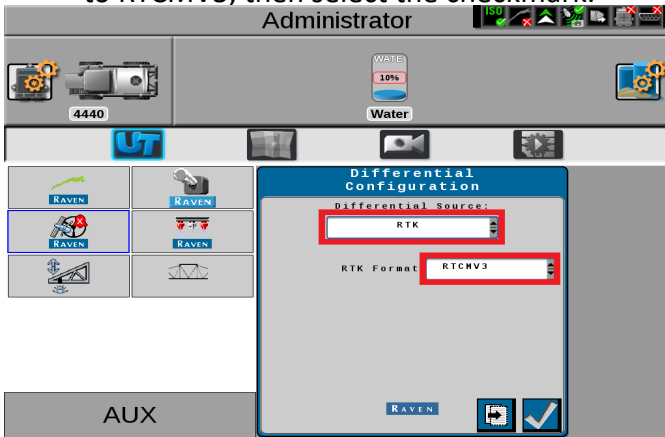 to RTCMV3, then select the checkmark.
Administrator
ISO
4440
WATE
10%
Water
UT
RAVEN
RAVEN
RAVEN
RAVEN
Differential
Configuration
Differential Source:
RTK
RTK Format
RTCMV3
RAVEN
AUX